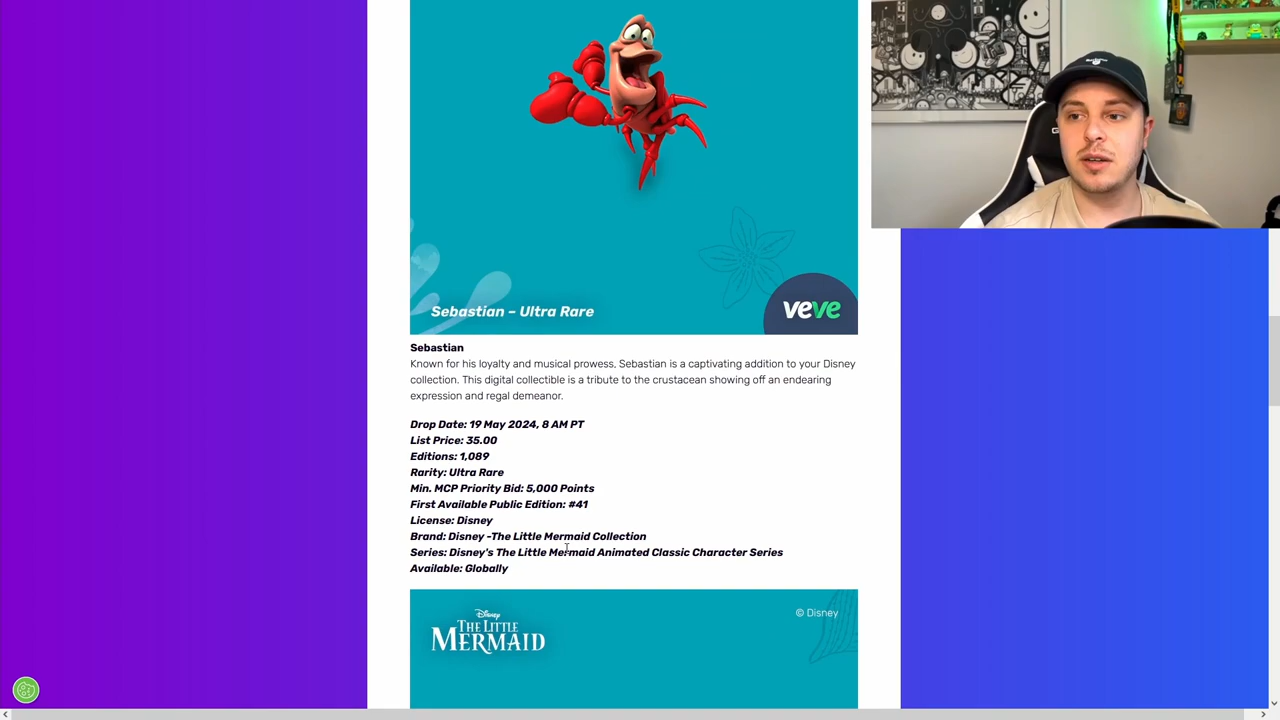 Sebastian – Ultra Rare
veve
Sebastian
Known for his loyalty and musical prowess, Sebastian is a captivating addition to your Disney
collection. This digital collectible is a tribute to the crustacean showing off an endearing
expression and regal demeanor.
Drop Date: 19 May 2024, 8 AM PT
List Price: 35.00
Editions: 1,089
Rarity: Ultra Rare
Min. MCP Priority Bid: 5,000 Points
First Available Public Edition: #41
License: Disney
Brand: Disney -The Little Mermaid Collection
Series: Disney's The Little Mermaid Animated Classic Character Series
Available: Globally
Disney
THE LITTLE
MERMAID
© Disney